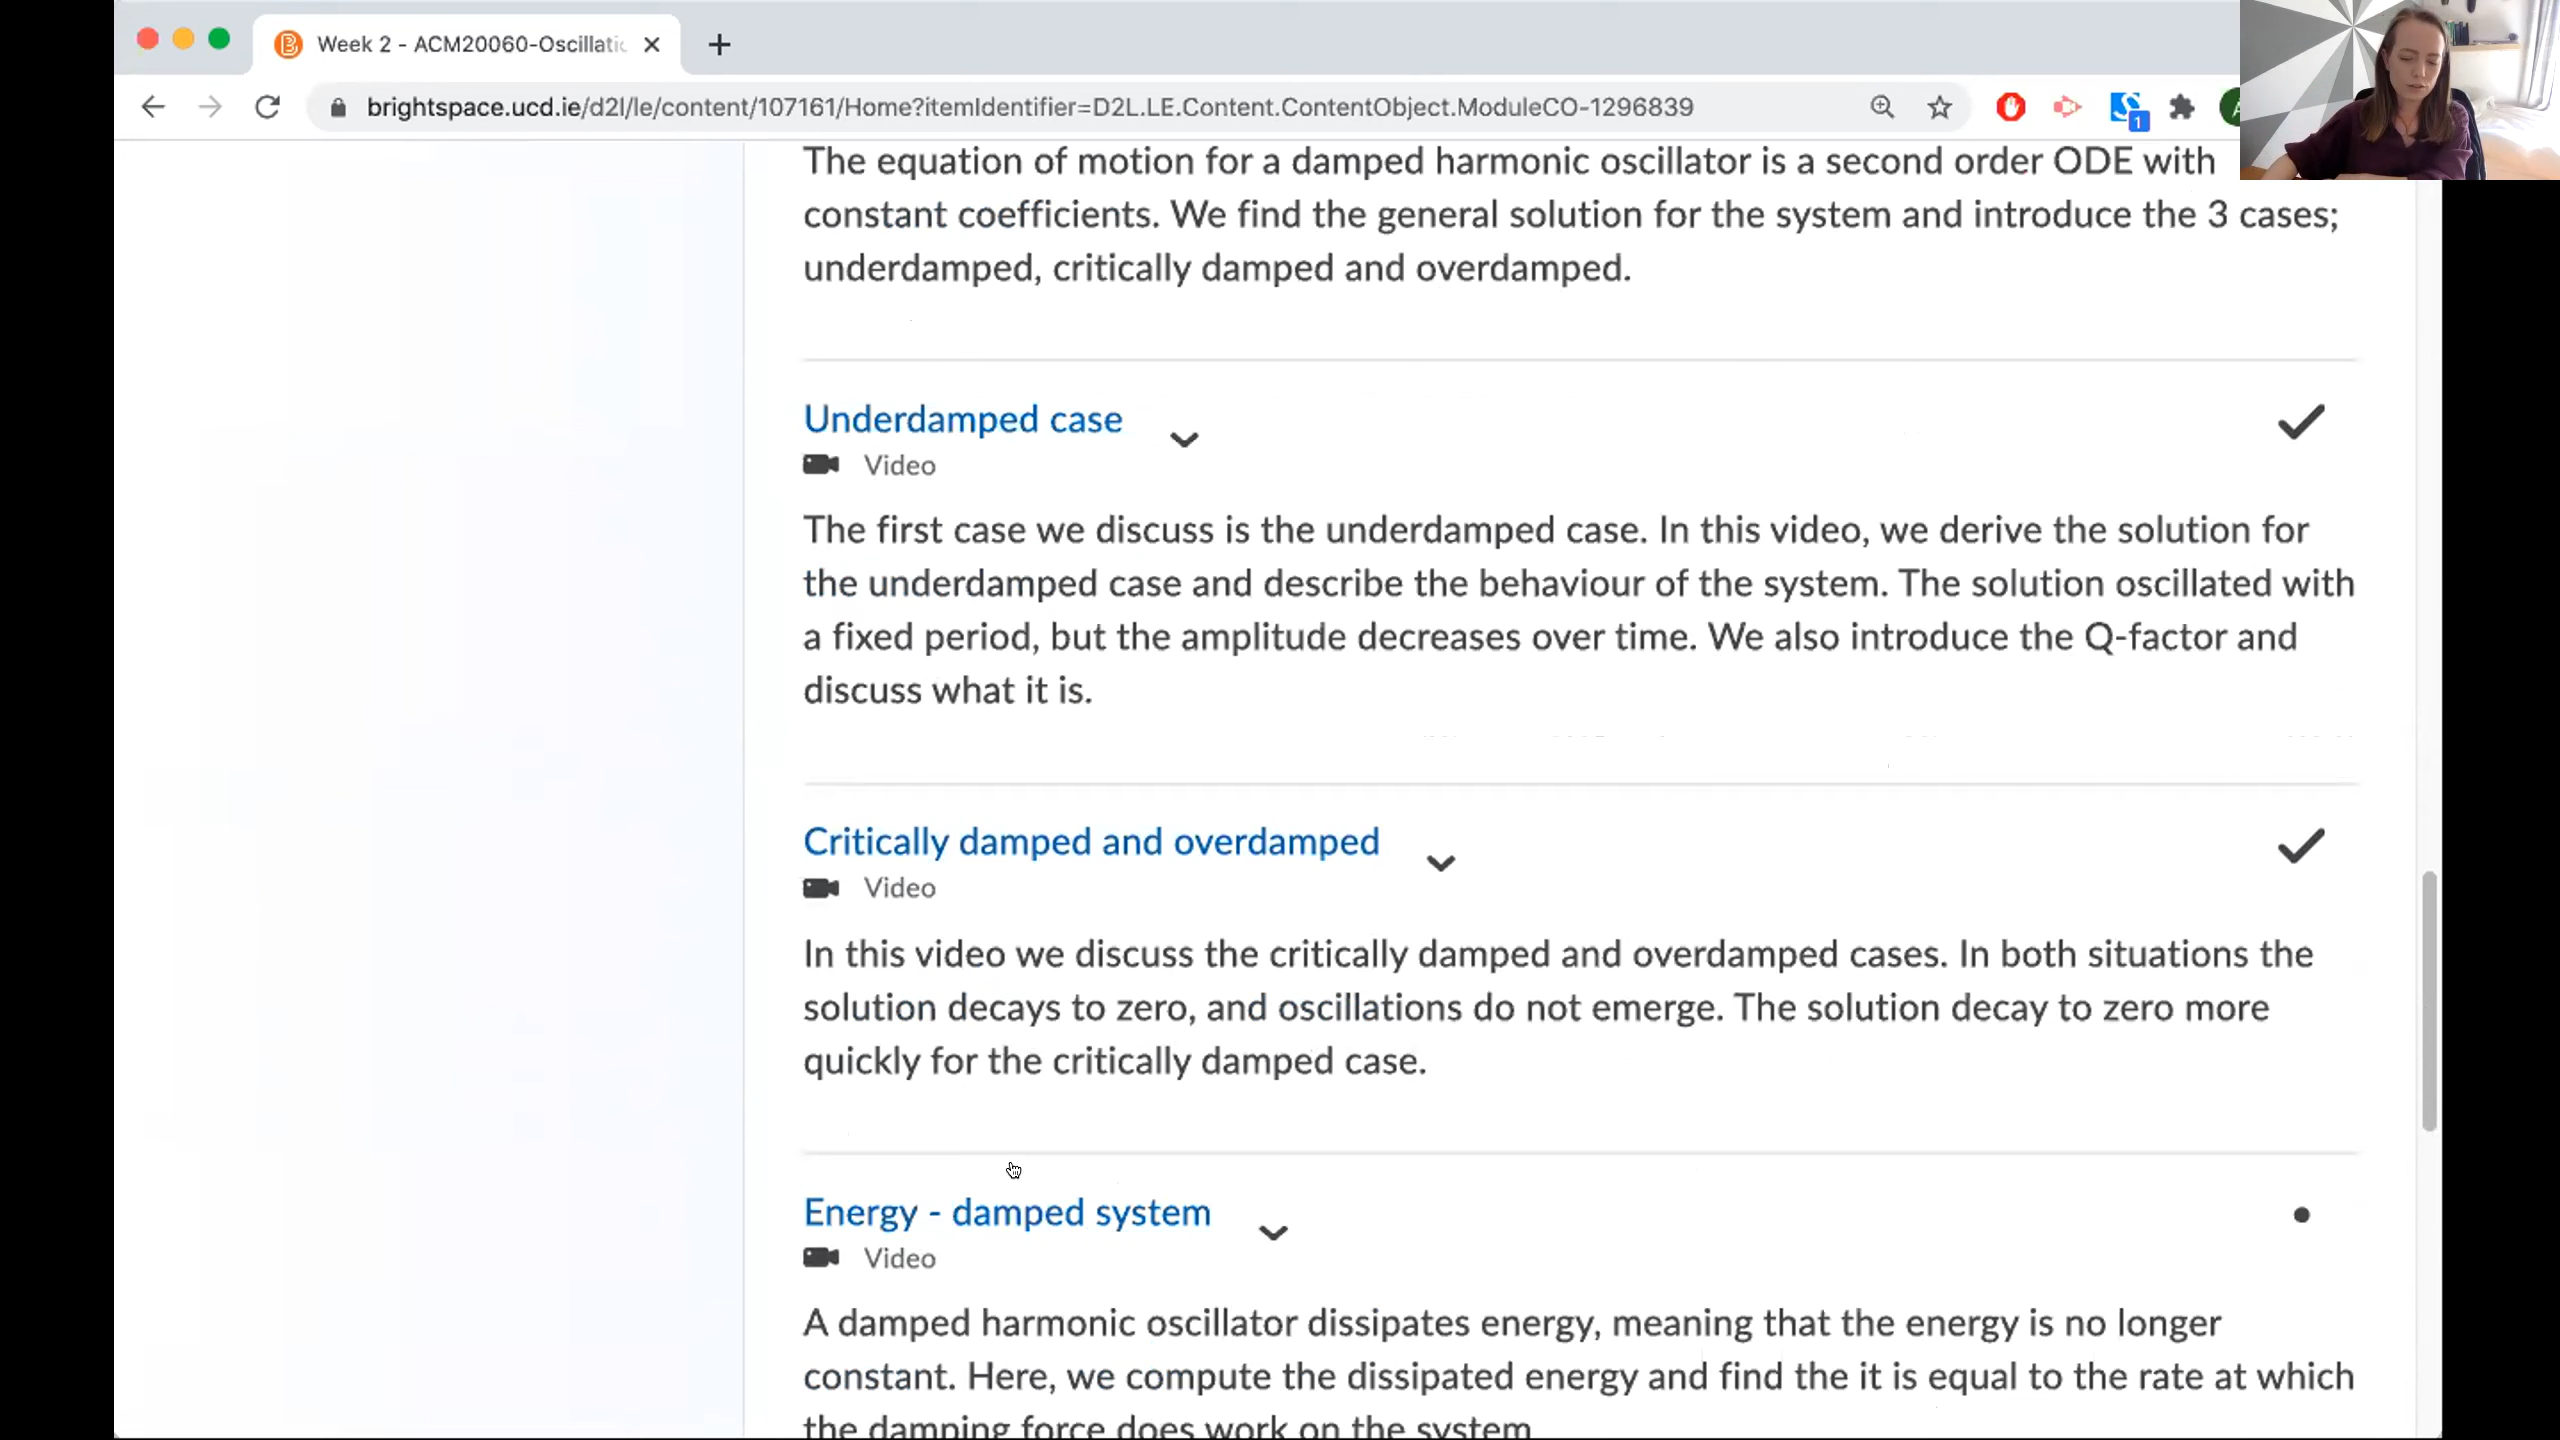 Week 2 - ACM20060-Oscillatic
brightspace.ucd.ie/d2l/le/content/107161/Home?itemIdentifier=D2L.LE.Content.ContentObject.ModuleCO-1296839
1
The equation of motion for a damped harmonic oscillator is a second order ODE with
constant coefficients. We find the general solution for the system and introduce the 3 cases;
underdamped, critically damped and overdamped.
Underdamped case
Video
The first case we discuss is the underdamped case. In this video, we derive the solution for
the underdamped case and describe the behaviour of the system. The solution oscillated with
a fixed period, but the amplitude decreases over time. We also introduce the Q-factor and
discuss what it is.
Critically damped and overdamped
Video
In this video we discuss the critically damped and overdamped cases. In both situations the
solution decays to zero, and oscillations do not emerge. The solution decay to zero more
quickly for the critically damped case.
Energy - damped system
Video
A damped harmonic oscillator dissipates energy, meaning that the energy is no longer
constant. Here, we compute the dissipated energy and find the it is equal to the rate at which
the damping force does work on the system